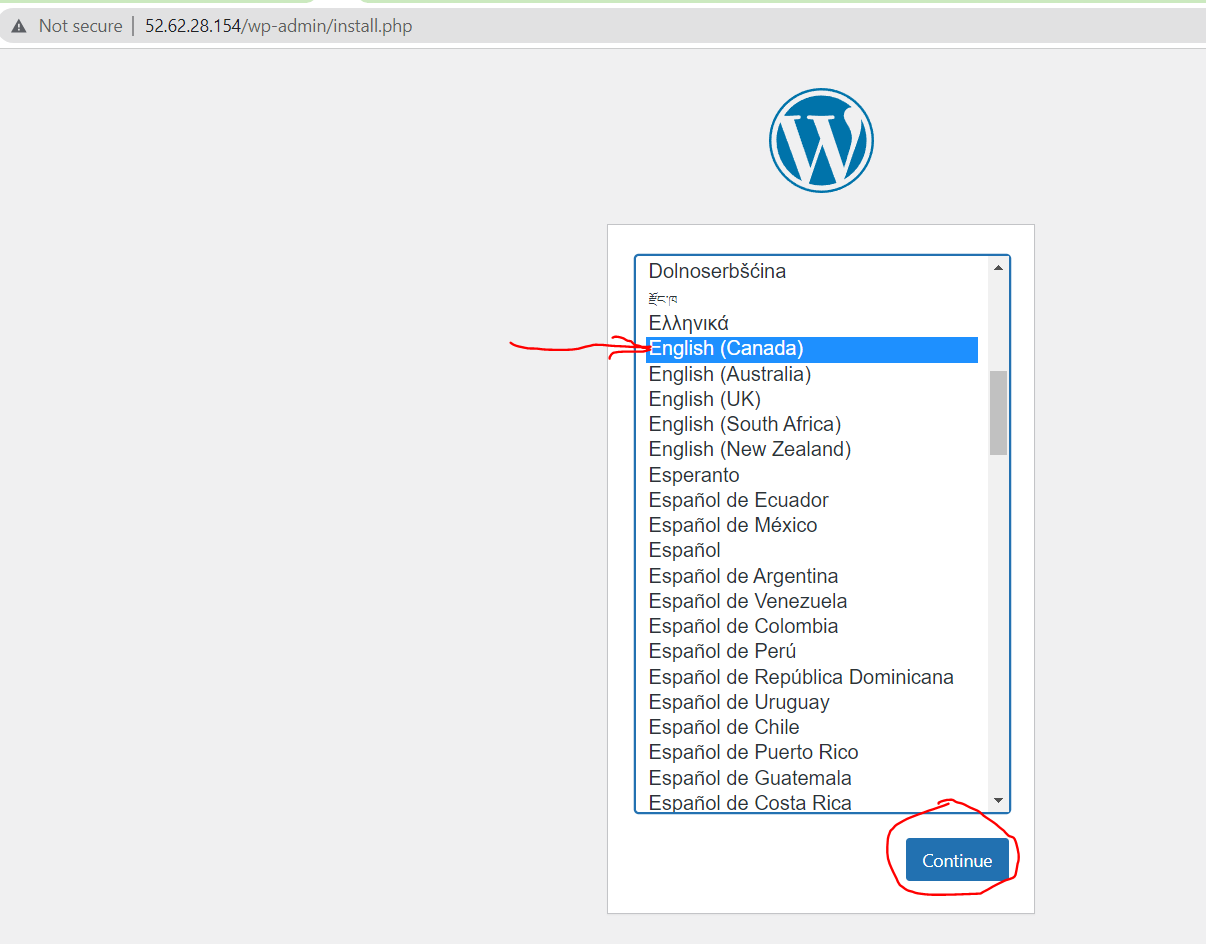 Not secure | 52.62.28.154/wp-admin/install.php
W
Dolnoserbšćina
རྫོང་ཁ
Ελληνικά
English (Canada)
English (Australia)
English (UK)
English (South Africa)
English (New Zealand)
Esperanto
Español de Ecuador
Español de México
Español
Español de Argentina
Español de Venezuela
Español de Colombia
Español de Perú
Español de República Dominicana
Español de Uruguay
Español de Chile
Español de Puerto Rico
Español de Guatemala
Español de Costa Rica
Continue